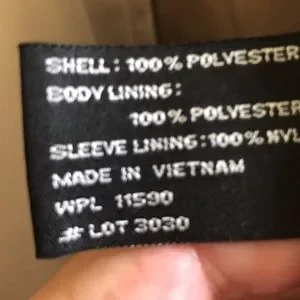 SHELL: 100% POLYESTER
BODY LINING:
100% POLYESTER
SLEEVE LINING: 100% NYL
MADE IN VIETNAM
WPL 11590
# LOT 3030